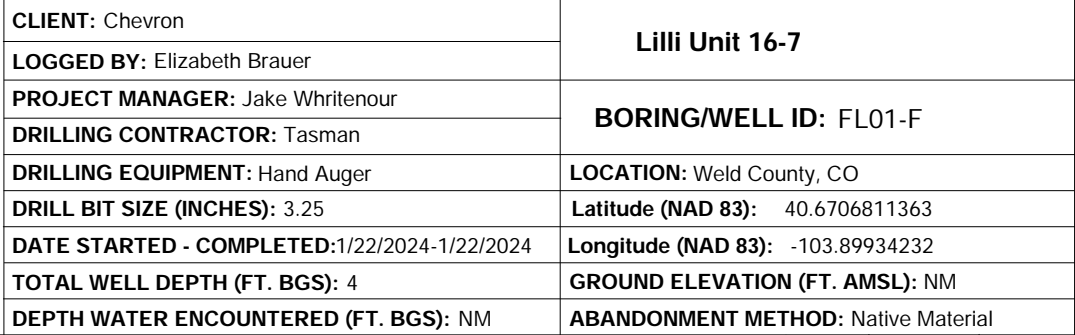 CLIENT: Chevron
Lilli Unit 16-7
LOGGED BY: Elizabeth Brauer
PROJECT MANAGER: Jake Whritenour
BORING/WELL ID: FL01-F
DRILLING CONTRACTOR: Tasman
DRILLING EQUIPMENT: Hand Auger
LOCATION: Weld County, CO
DRILL BIT SIZE (INCHES): 3.25
Latitude (NAD 83): 40.6706811363
DATE STARTED - COMPLETED:1/22/2024-1/22/2024
Longitude (NAD 83): -103.89934232
TOTAL WELL DEPTH (FT. BGS): 4
GROUND ELEVATION (FT. AMSL): NM
DEPTH WATER ENCOUNTERED (FT. BGS): NM
ABANDONMENT METHOD: Native Material